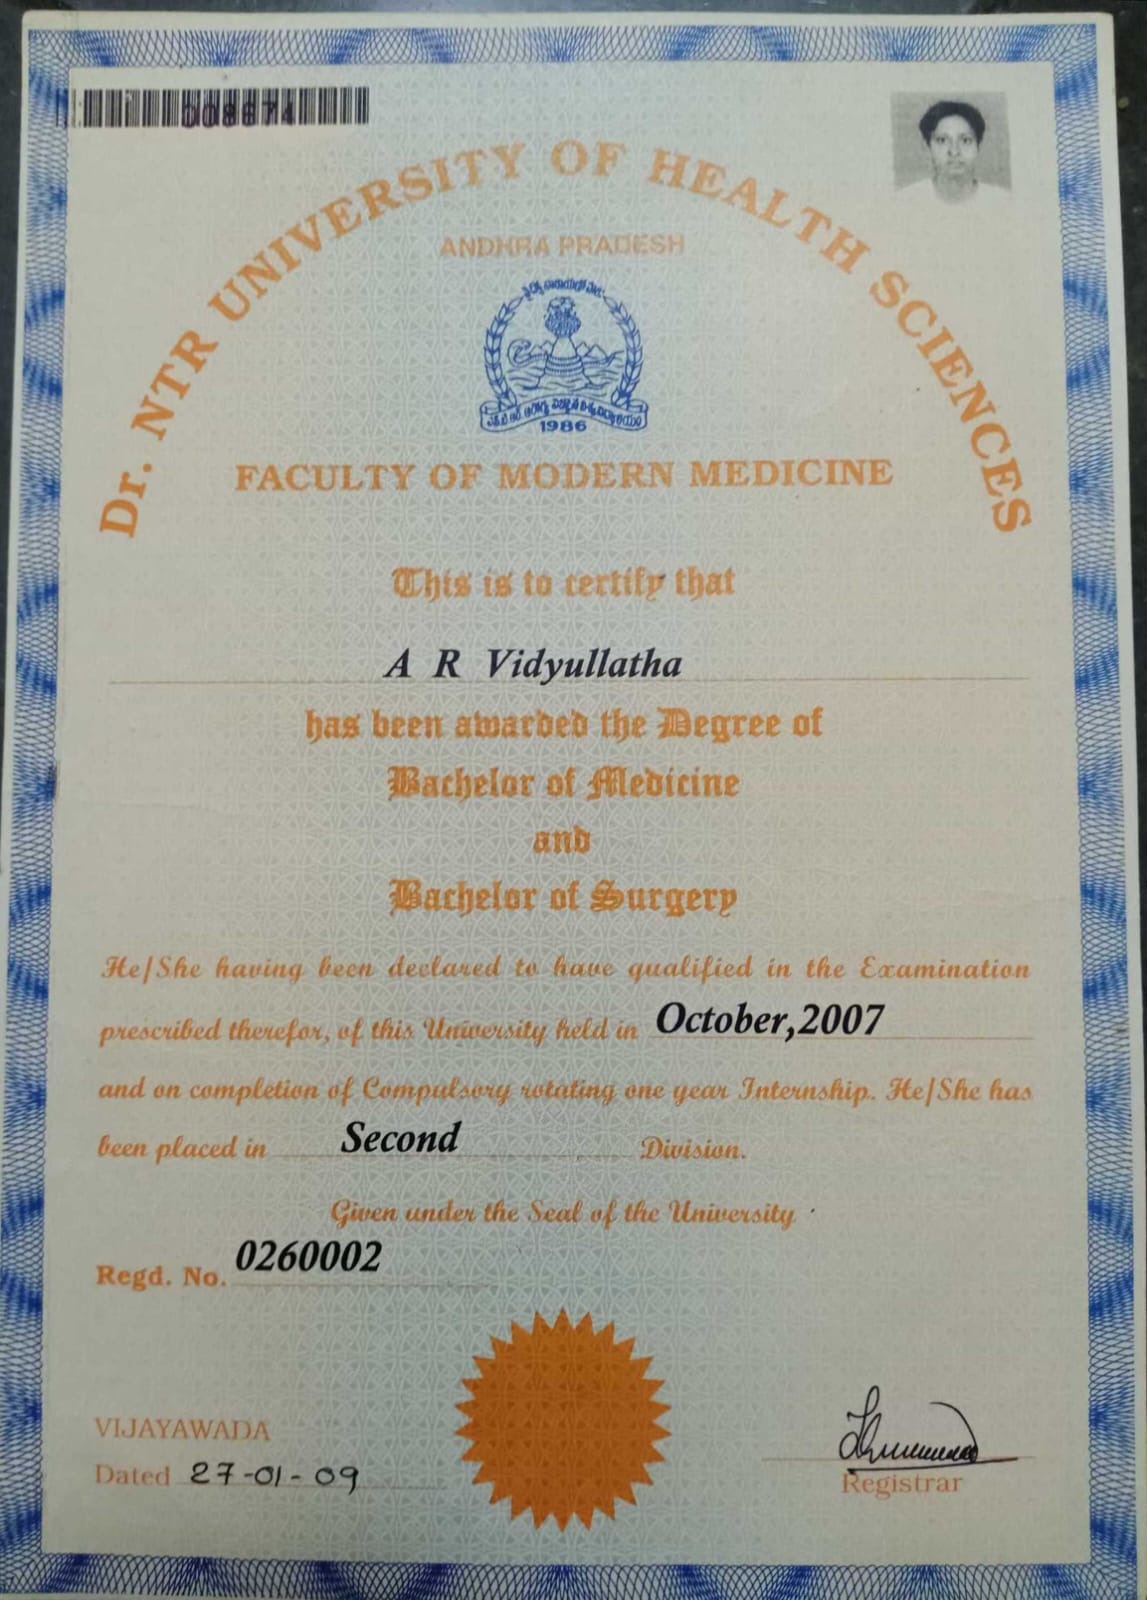 008674
Dr. NTR UNIVERSITY OF HEALTH SCIENCES
ANDHRA PRADESH
1986
FACULTY OF MODERN MEDICINE
This is to certify that
A R Vidyullatha
has been awarded the Degree of
Bachelor of Medicine
and
Bachelor of Surgery
He/She having been declared to have qualified in the Examination
prescribed therefor, of this University held in October,2007
and on completion of Compulsory rotating one year Internship. He/She has
been placed in Second Division.
Given under the Seal of the University
Regd. No. 0260002
VIJAYAWADA
Dated 27-01-09
Registrar